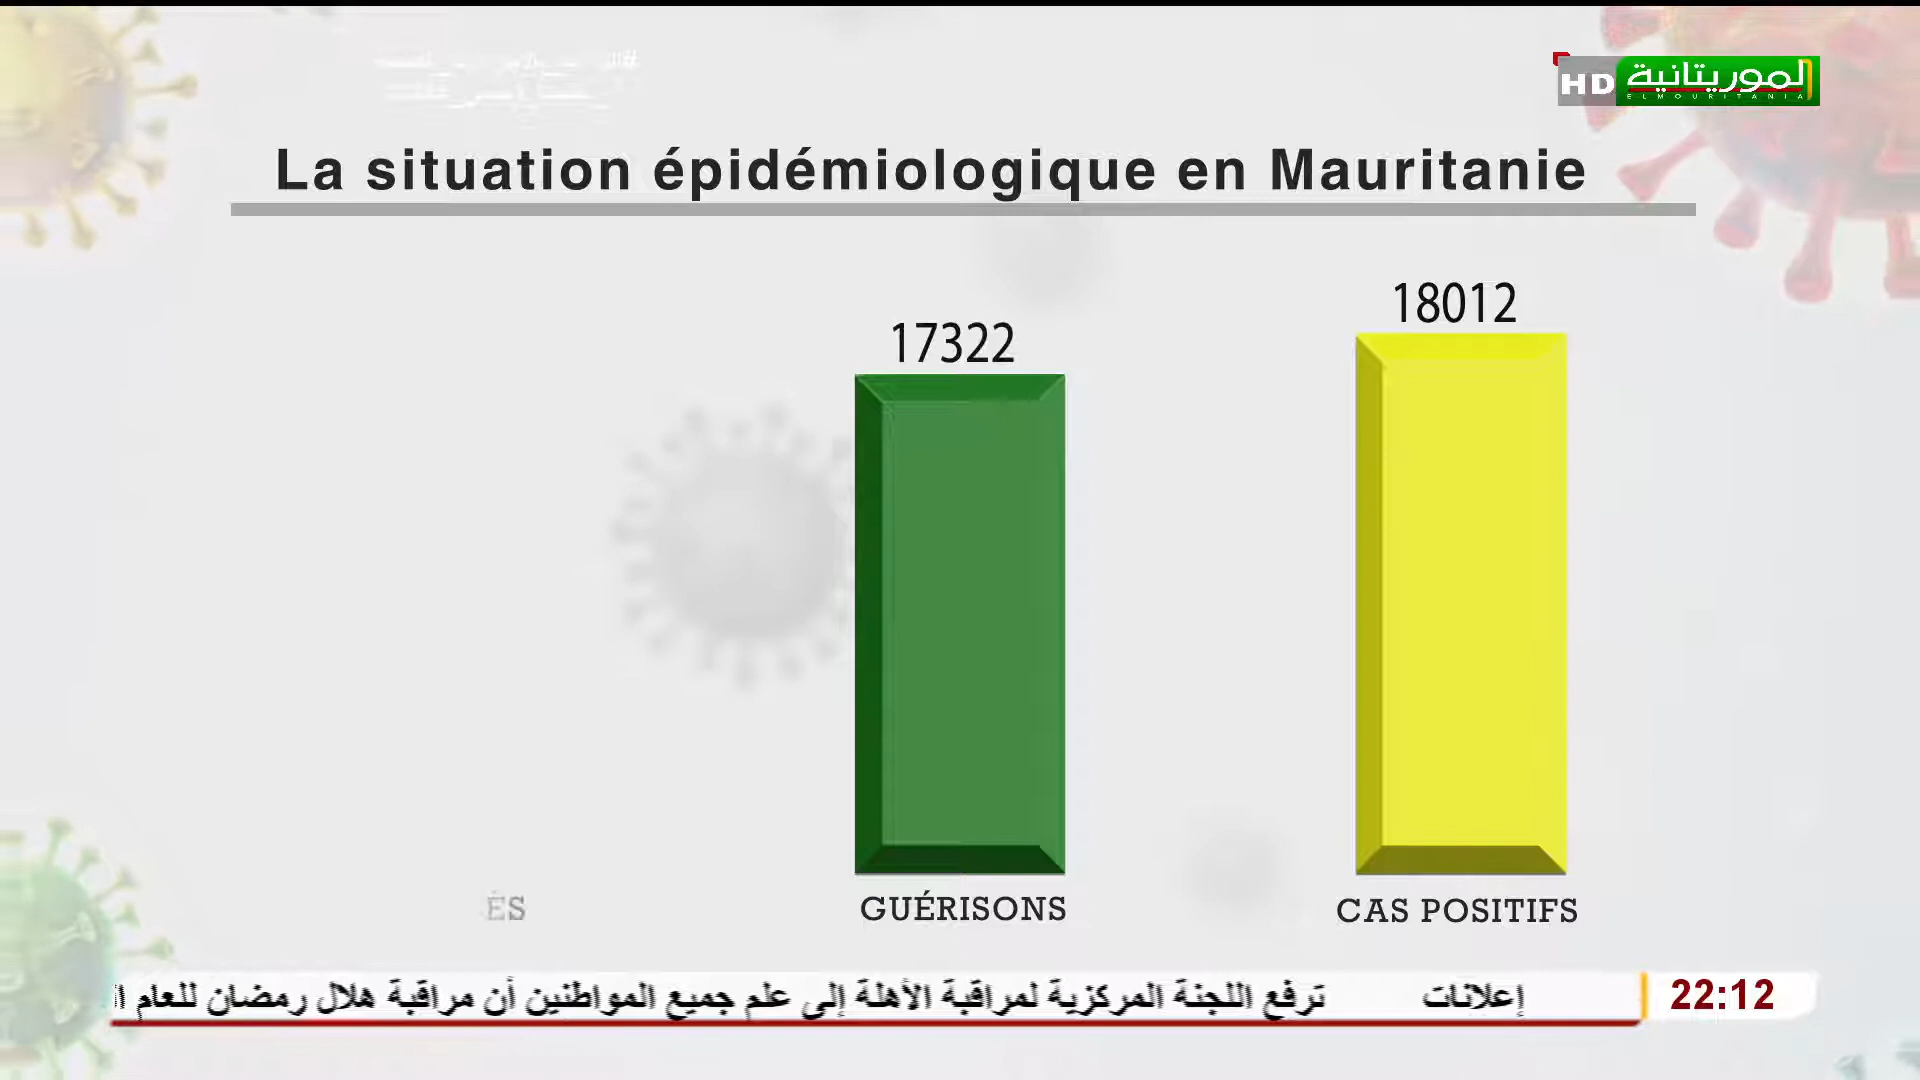 HD الموريتانية
ELMOURITANIA
La situation épidémiologique en Mauritanie
17322
18012
ÉS
GUÉRISONS
CAS POSITIFS
إعلانات ترفع اللجنة المركزية لمراقبة الأهلة إلى علم جميع المواطنين أن مراقبة هلال رمضان للعام
22:12